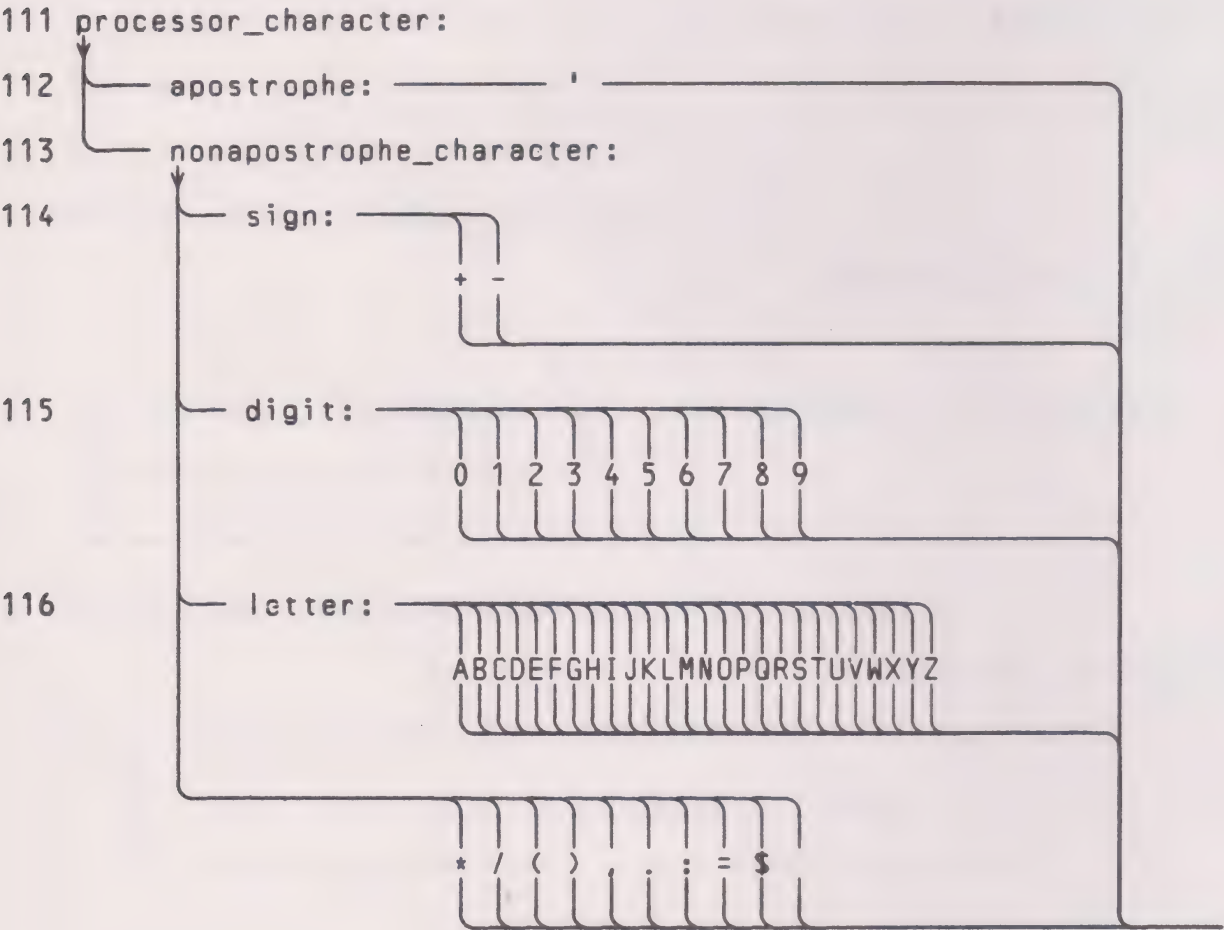 111 processor_character:
112 apostrophe: '
113 nonapostrophe_character:
114 sign:
+ -
115 digit:
0 1 2 3 4 5 6 7 8 9
116 letter:
ABCDEFGHIJKLMNOPQRSTUVWXYZ
* / ( ) , . : = $